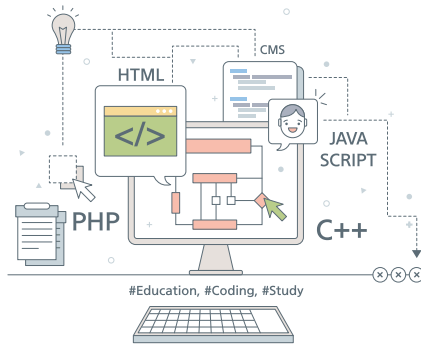 CMS
HTML
</>
JAVA
SCRIPT
PHP
C++
#Education, #Coding, #Study